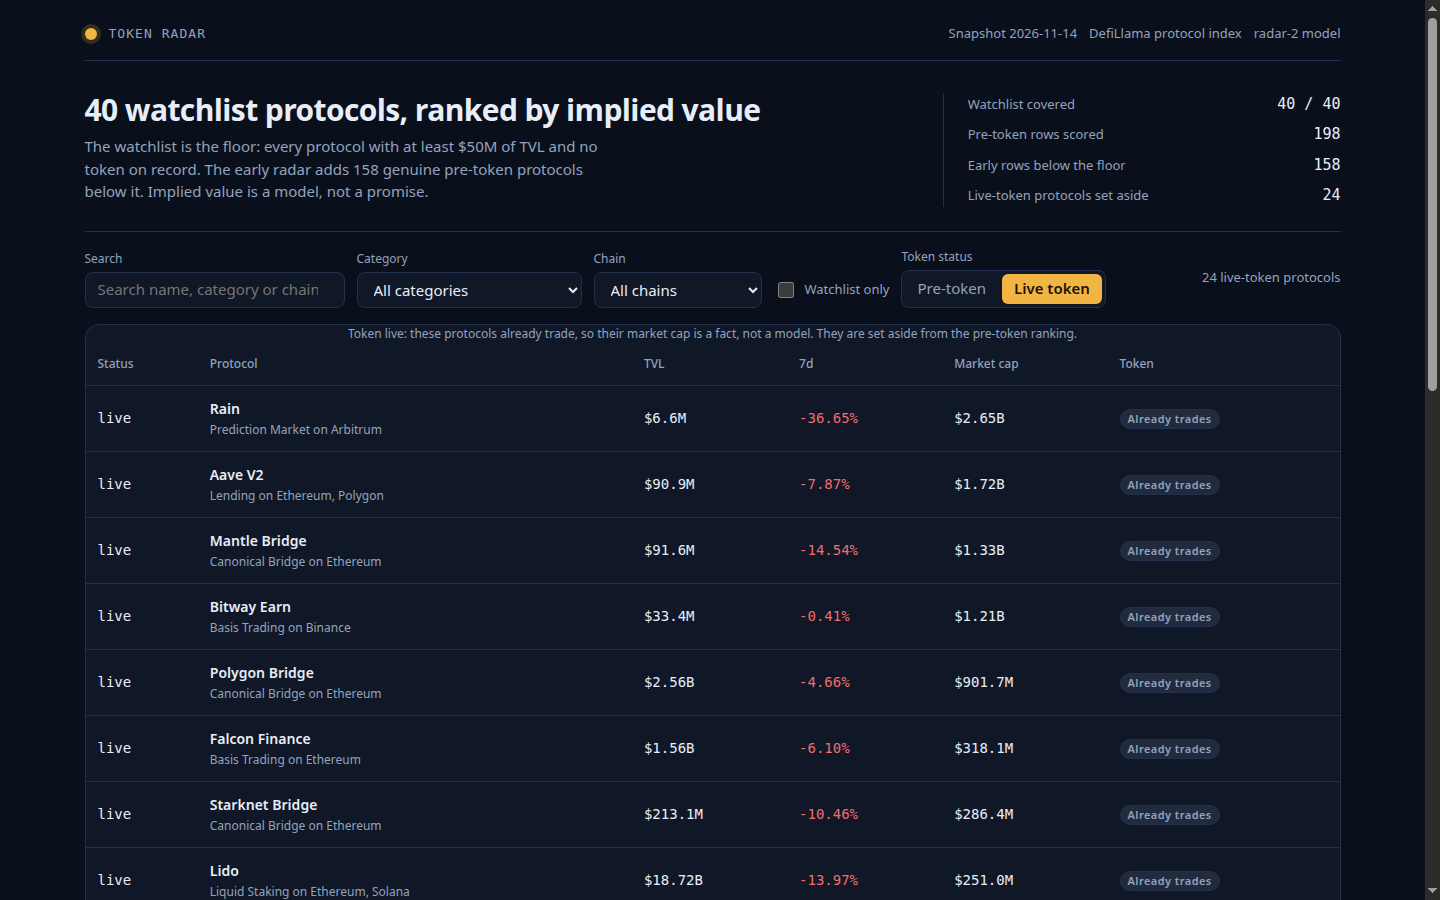 TOKEN RADAR
Snapshot 2026-11-14 DefiLlama protocol index radar-2 model
40 watchlist protocols, ranked by implied value
The watchlist is the floor: every protocol with at least $50M of TVL and no
token on record. The early radar adds 158 genuine pre-token protocols
below it. Implied value is a model, not a promise.
Watchlist covered 40 / 40
Pre-token rows scored 198
Early rows below the floor 158
Live-token protocols set aside 24
Search Category Chain Token status
Search name, category or chain All categories All chains Watchlist only Pre-token Live token 24 live-token protocols
Token live: these protocols already trade, so their market cap is a fact, not a model. They are set aside from the pre-token ranking.
Status Protocol TVL 7d Market cap Token
live Rain $6.6M -36.65% $2.65B Already trades
Prediction Market on Arbitrum
live Aave V2 $90.9M -7.87% $1.72B Already trades
Lending on Ethereum, Polygon
live Mantle Bridge $91.6M -14.54% $1.33B Already trades
Canonical Bridge on Ethereum
live Bitway Earn $33.4M -0.41% $1.21B Already trades
Basis Trading on Binance
live Polygon Bridge $2.56B -4.66% $901.7M Already trades
Canonical Bridge on Ethereum
live Falcon Finance $1.56B -6.10% $318.1M Already trades
Basis Trading on Ethereum
live Starknet Bridge $213.1M -10.46% $286.4M Already trades
Canonical Bridge on Ethereum
live Lido $18.72B -13.97% $251.0M Already trades
Liquid Staking on Ethereum, Solana